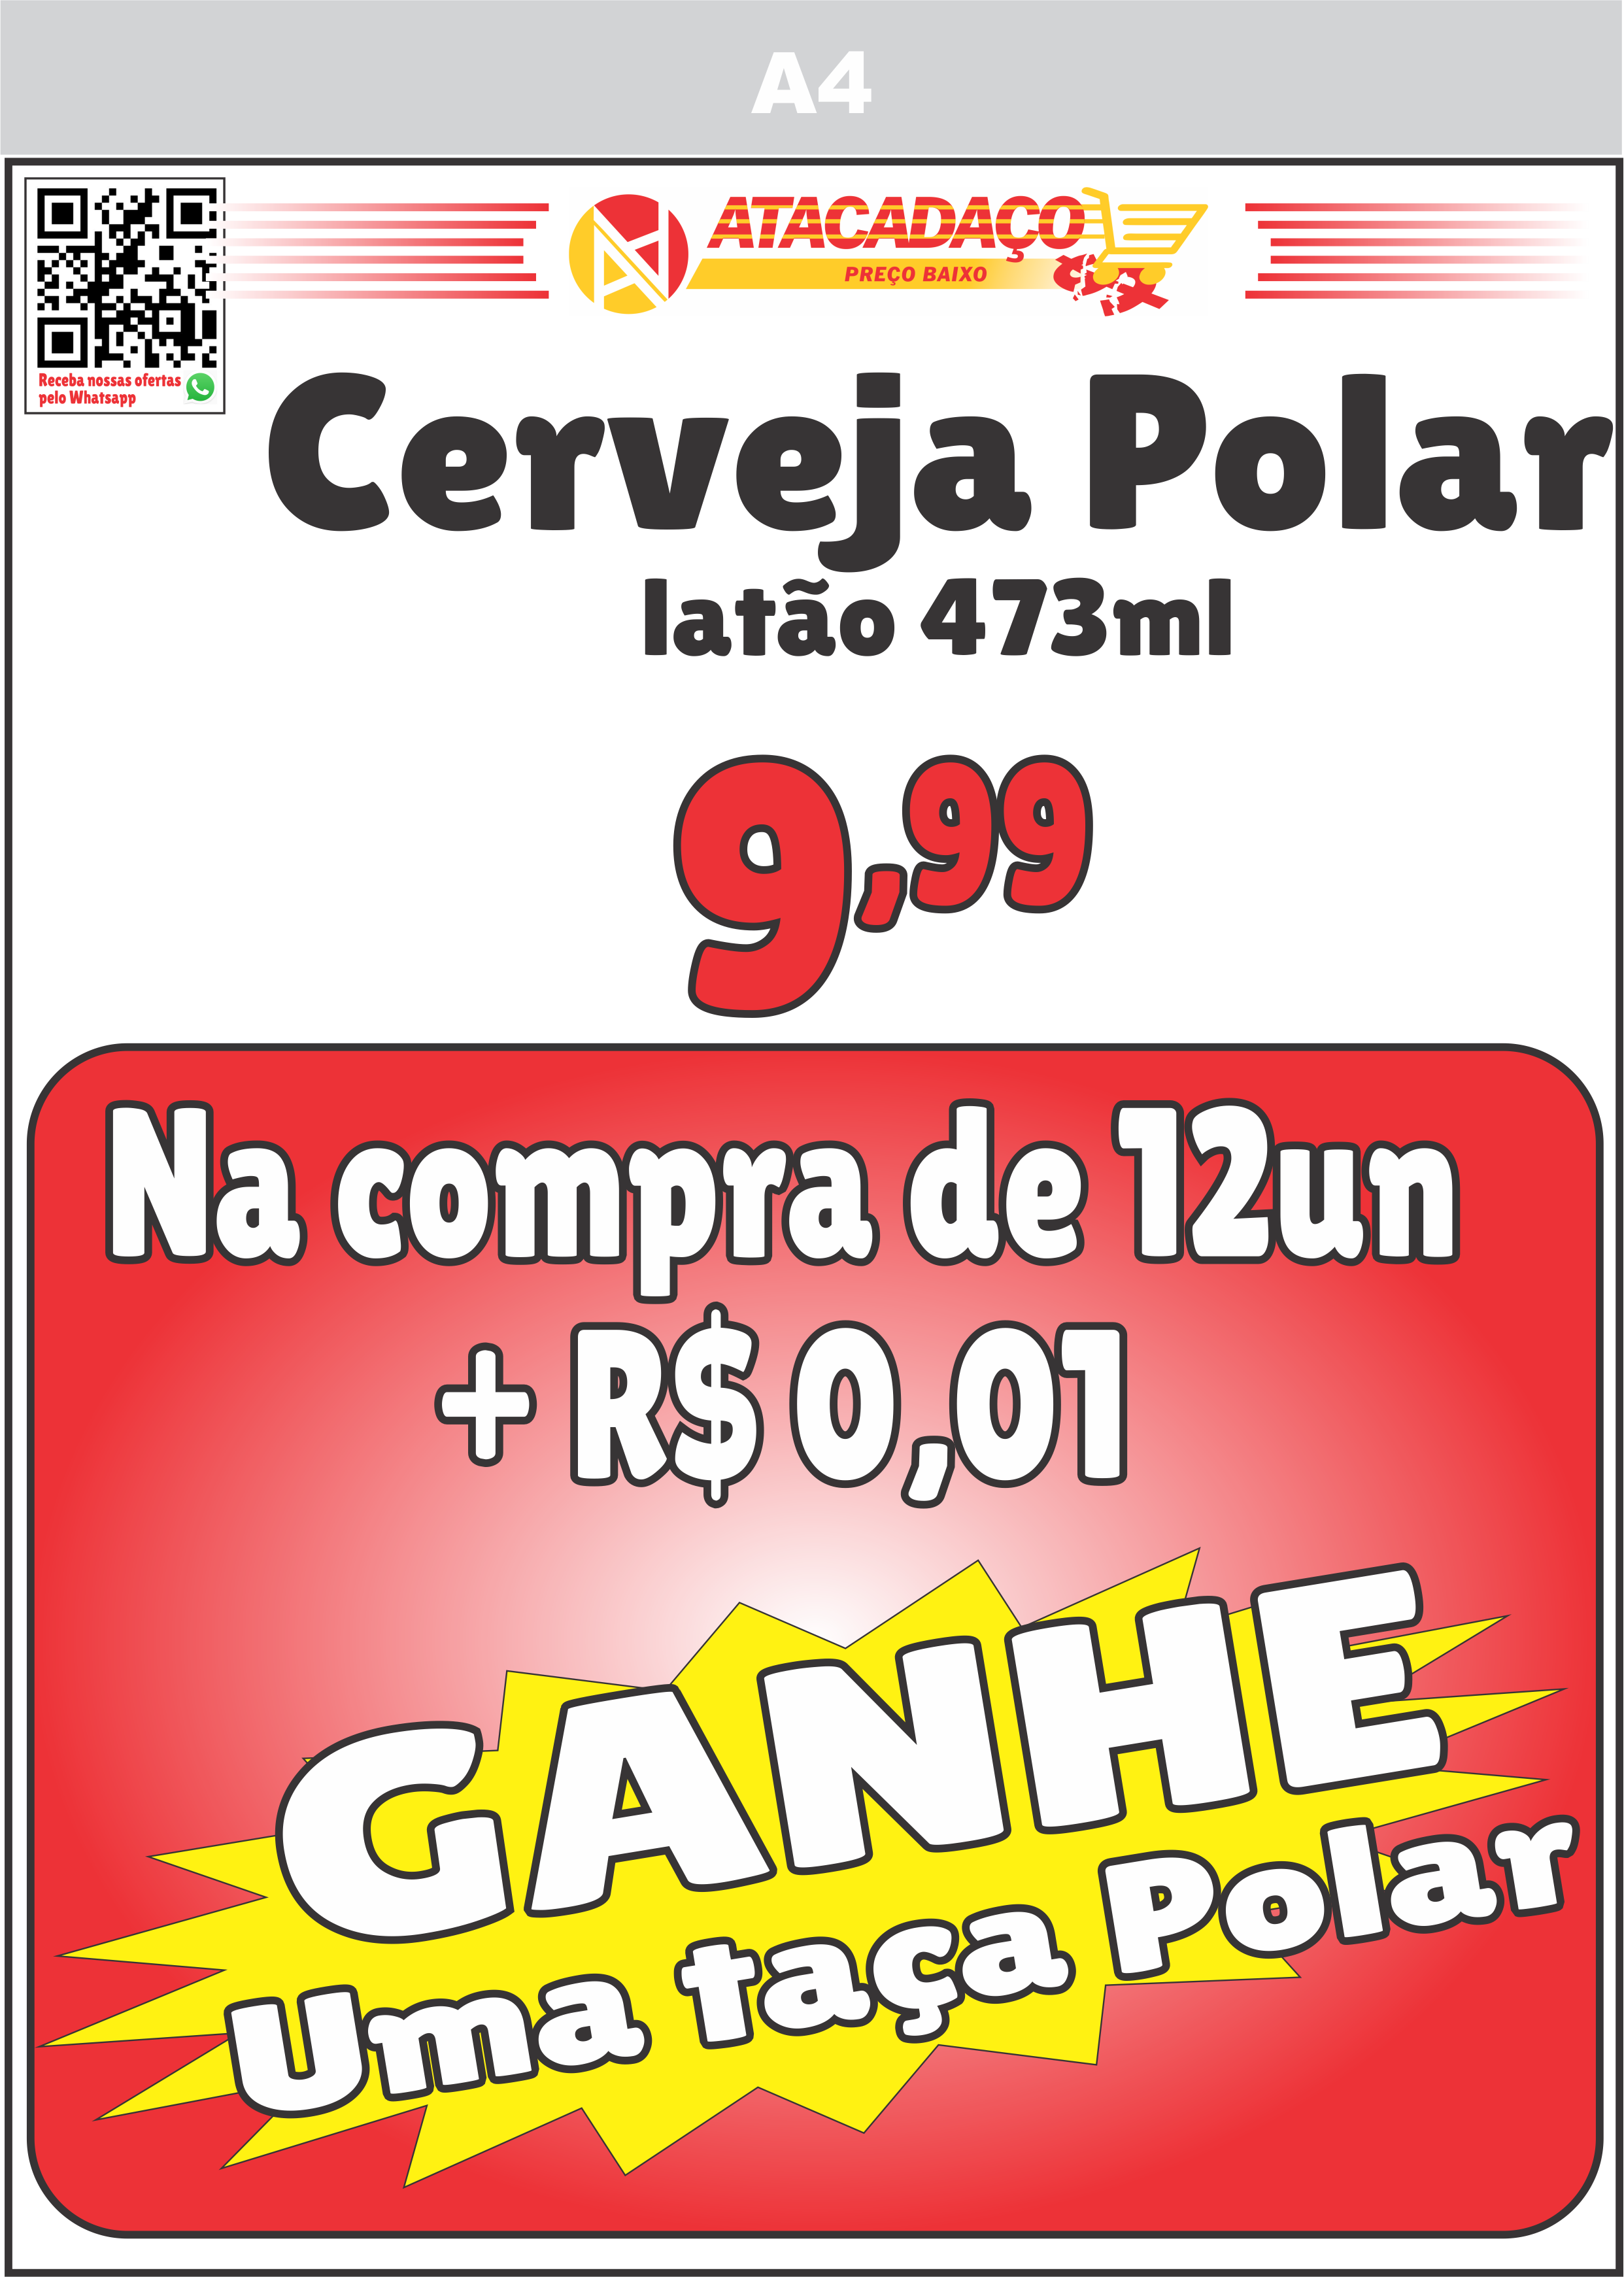 A4
ATACADAÇO
PREÇO BAIXO
Receba nossas ofertas
pelo Whatsapp
Cerveja Polar
latão 473ml
9,99
Na compra de 12un
+ R$ 0,01
GANHE
Uma taça Polar